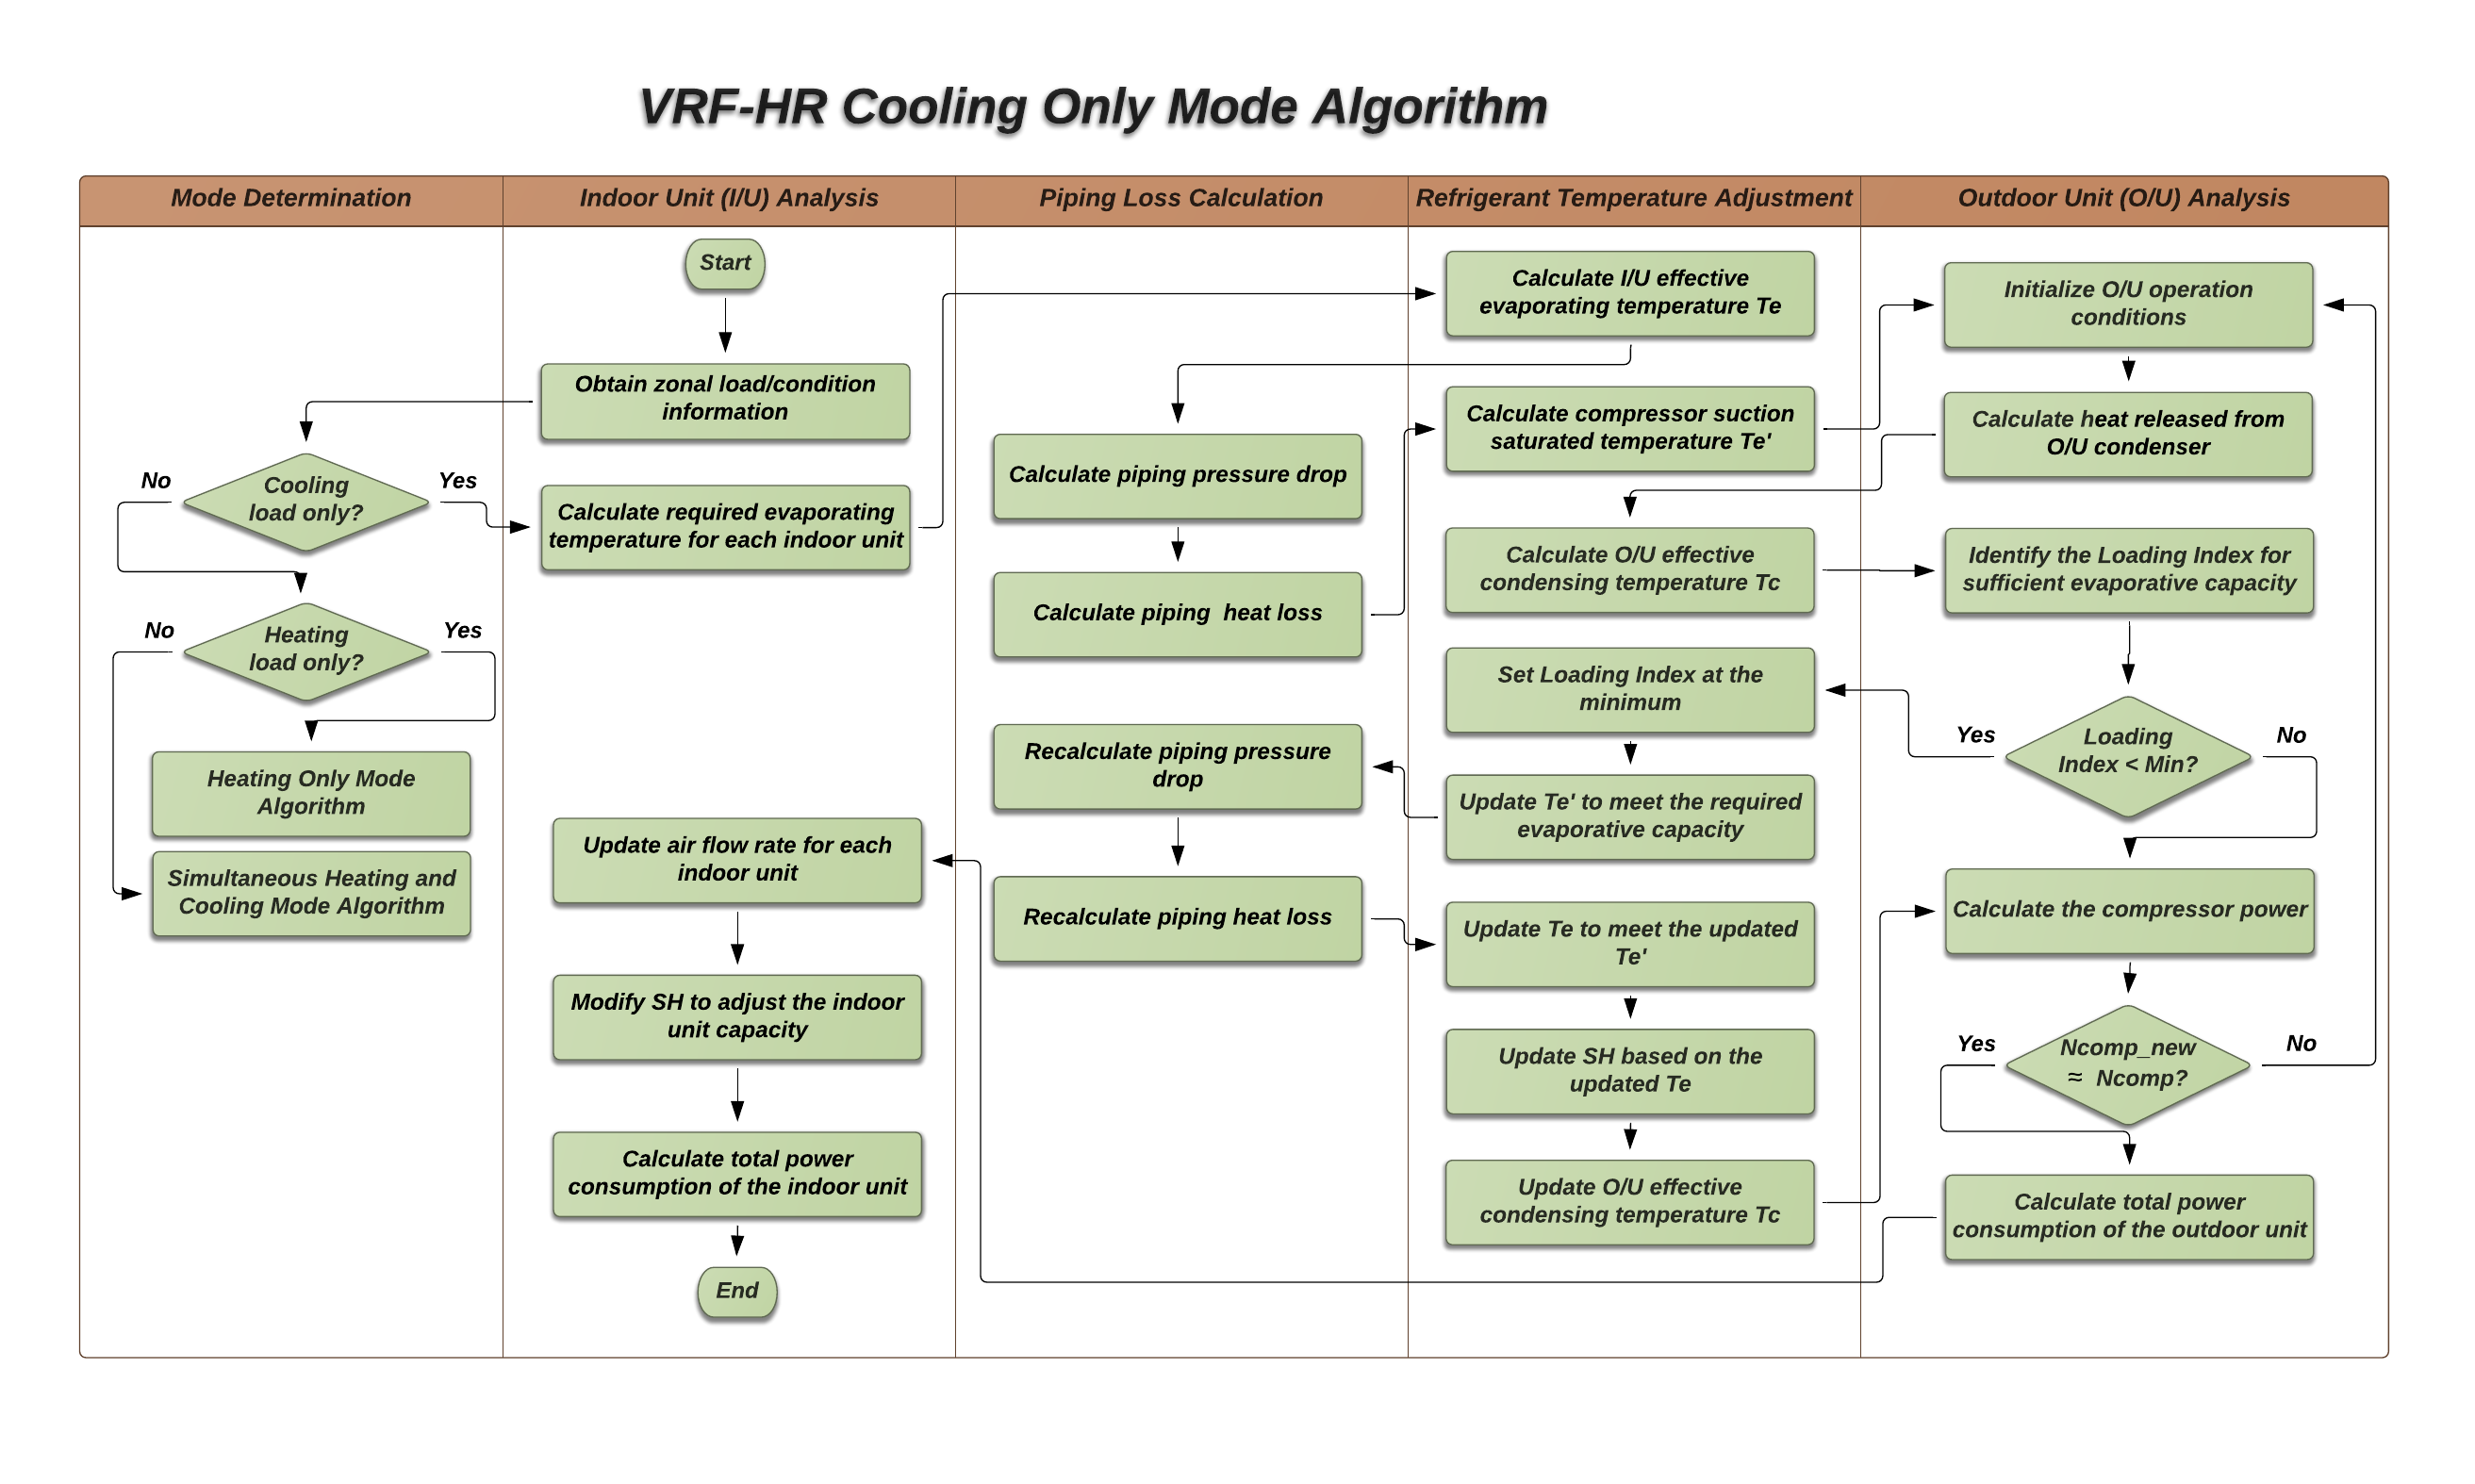 VRF-HR Cooling Only Mode Algorithm
Mode Determination
Indoor Unit (I/U) Analysis
Piping Loss Calculation
Refrigerant Temperature Adjustment
Outdoor Unit (O/U) Analysis
Cooling
load only?
No
Yes
Heating
load only?
No
Yes
Heating Only Mode
Algorithm
Simultaneous Heating and
Cooling Mode Algorithm
Start
Obtain zonal load/condition
information
Calculate required evaporating
temperature for each indoor unit
Update air flow rate for each
indoor unit
Modify SH to adjust the indoor
unit capacity
Calculate total power
consumption of the indoor unit
End
Calculate piping pressure drop
Calculate piping  heat loss
Recalculate piping pressure
drop
Recalculate piping heat loss
Calculate I/U effective
evaporating temperature Te
Calculate compressor suction
saturated temperature Te'
Calculate O/U effective
condensing temperature Tc
Set Loading Index at the
minimum
Update Te' to meet the required
evaporative capacity
Update Te to meet the updated
Te'
Update SH based on the
updated Te
Update O/U effective
condensing temperature Tc
Initialize O/U operation
conditions
Calculate heat released from
O/U condenser
Identify the Loading Index for
sufficient evaporative capacity
Yes
Loading
Index < Min?
No
Calculate the compressor power
Yes
Ncomp_new
≈ Ncomp?
No
Calculate total power
consumption of the outdoor unit